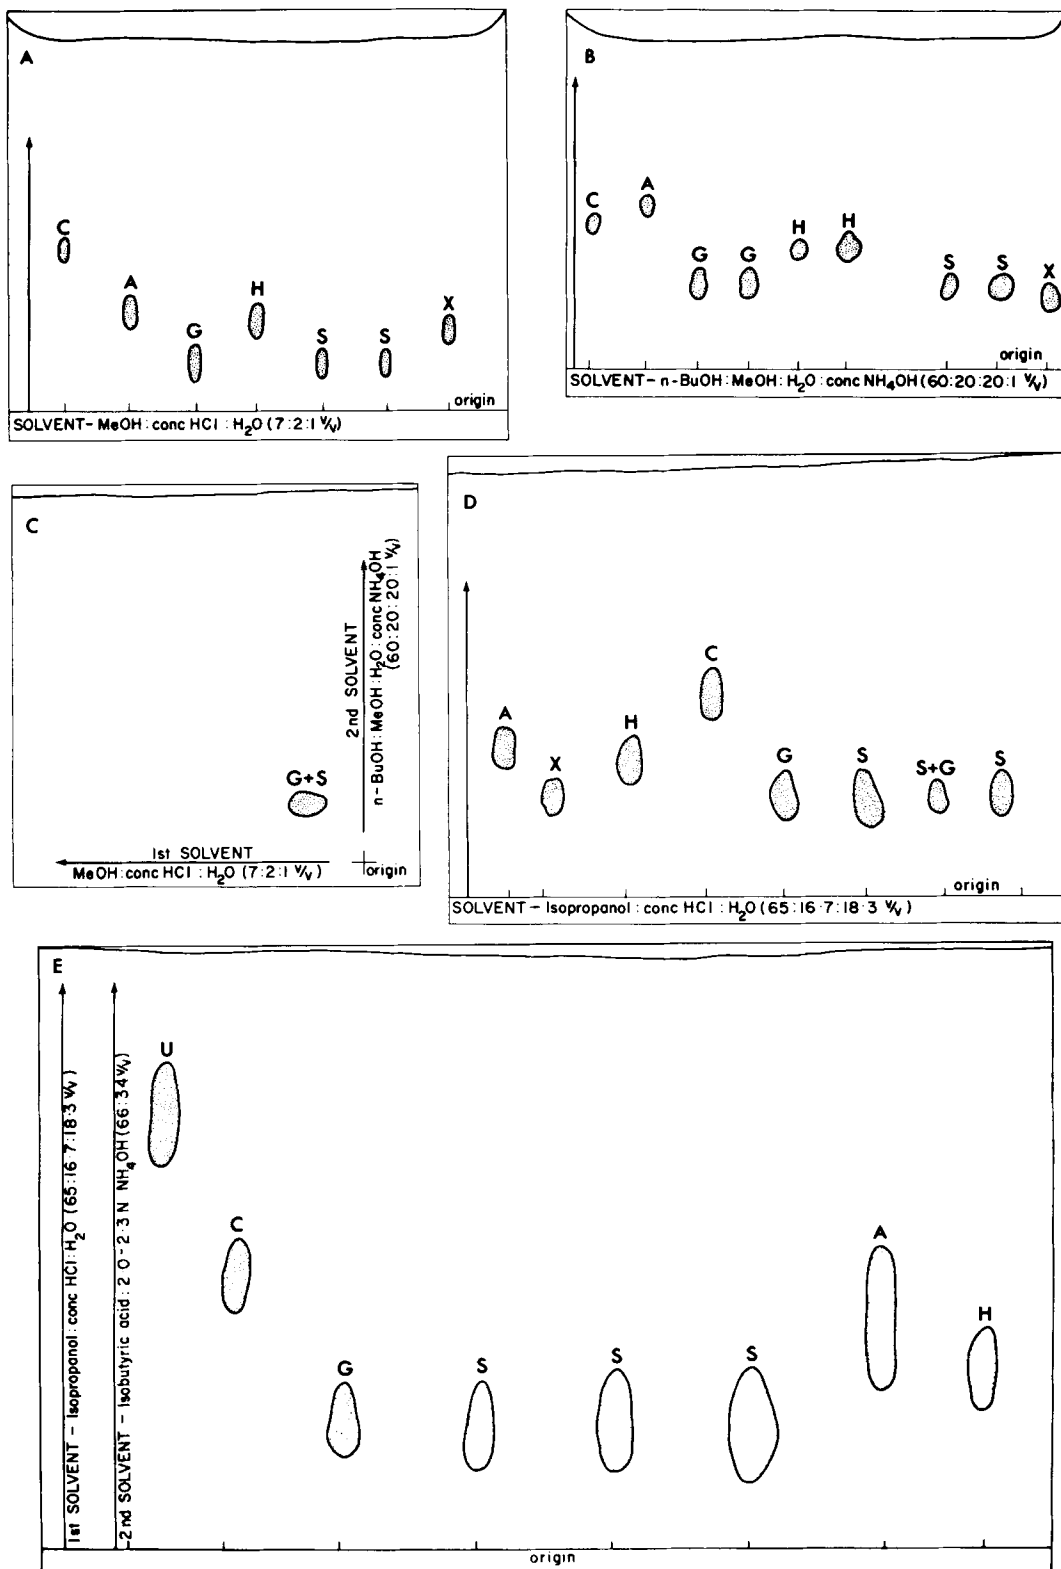 A
C
A
G
H
S
S
X
origin
SOLVENT- MeOH:conc HCl : H₂O (7:2:1 V/V)
B
C
A
G
G
H
H
S
S
X
origin
SOLVENT- n-BuOH:MeOH:H₂O:conc NH₄OH (60:20:20:1 V/V)
C
G+S
2nd SOLVENT
n-BuOH:MeOH:H₂O:conc NH₄OH
(60:20:20:1 V/V)
1st SOLVENT
MeOH:conc HCl : H₂O (7:2:1 V/V)
origin
D
A
X
H
C
G
S
S+G
S
origin
SOLVENT- Isopropanol:conc HCl:H₂O (65:16·7:18·3 V/V)
E
1st SOLVENT - Isopropanol:conc HCl:H₂O (65:16·7:18·3 V/V)
2nd SOLVENT - Isobutyric acid:2·0-2·3N NH₄OH (66:34 V/V)
U
C
G
S
S
S
A
H
origin